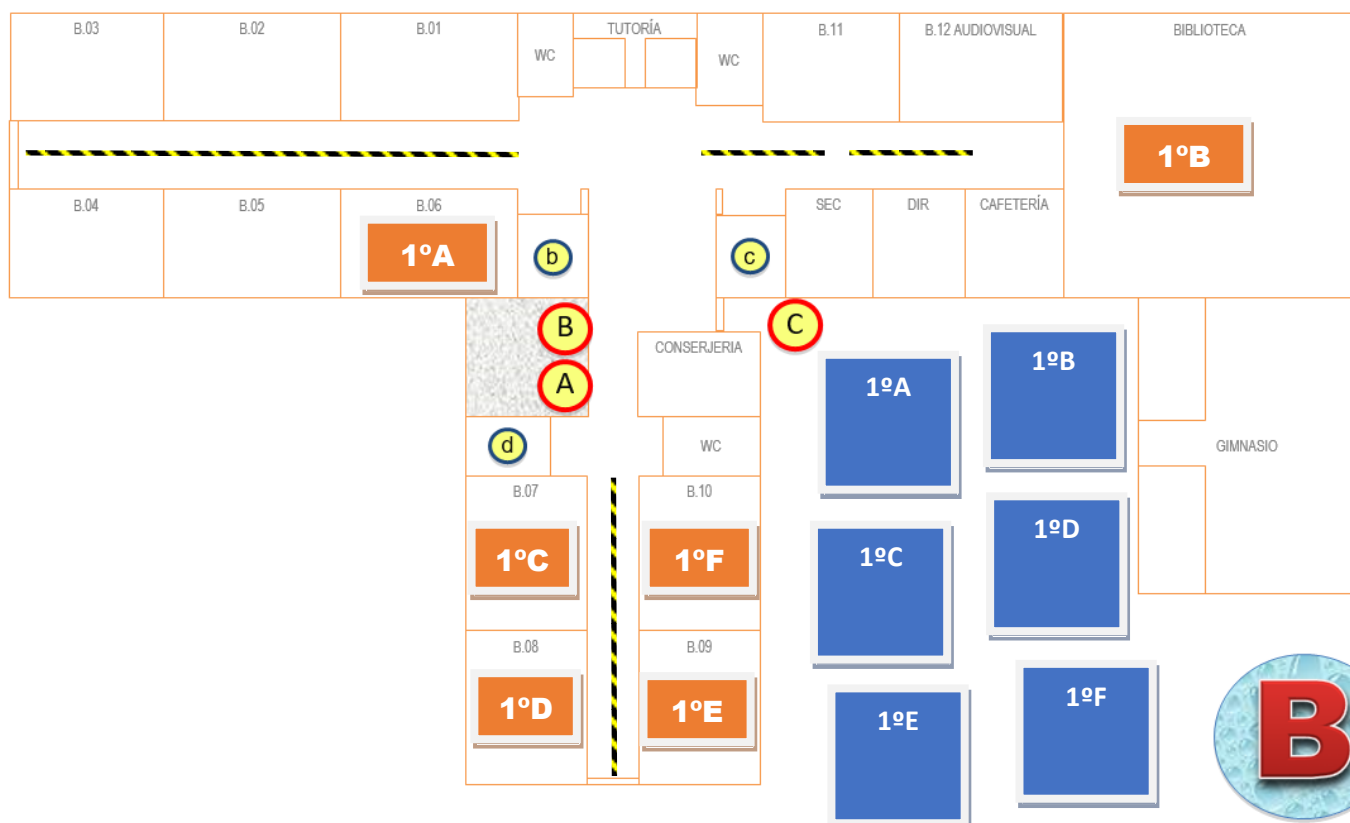 B.03
B.02
B.01
WC
TUTORÍA
WC
B.11
B.12 AUDIOVISUAL
BIBLIOTECA
1ºB
B.04
B.05
B.06
1ºA
b
c
SEC
DIR
CAFETERÍA
B
A
C
CONSERJERIA
d
WC
1ºA
1ºB
GIMNASIO
B.07
B.10
1ºC
1ºF
1ºC
1ºD
B.08
B.09
1ºD
1ºE
1ºE
1ºF
B